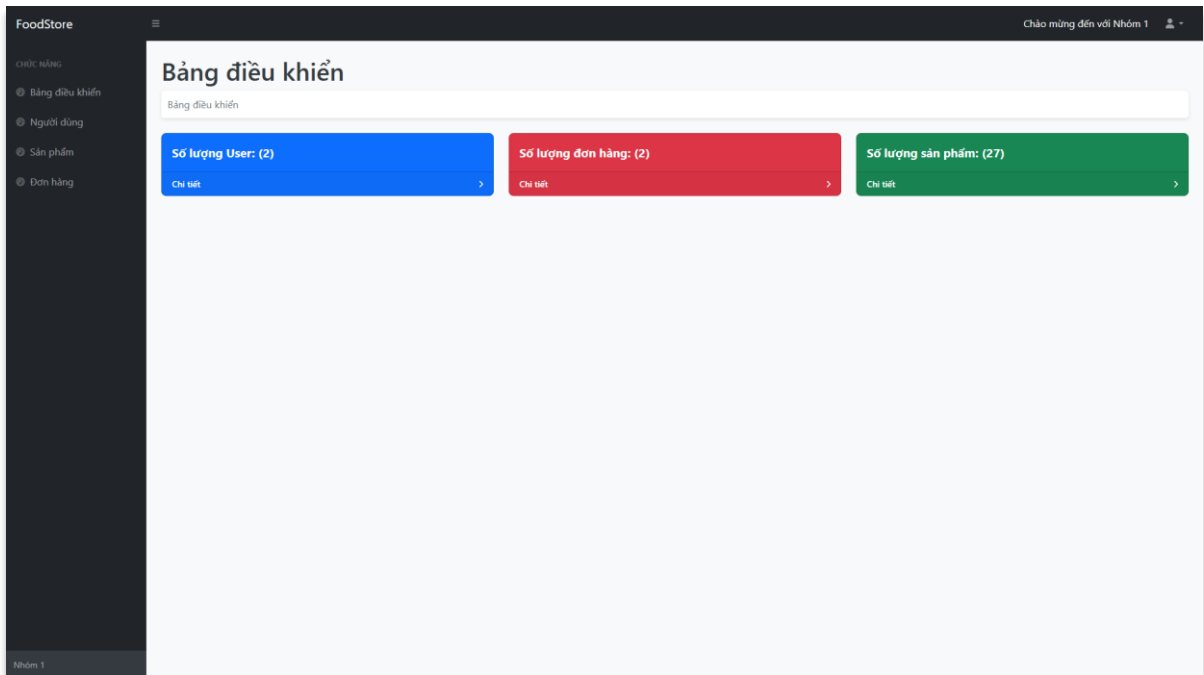 FoodStore
Chào mừng đến với Nhóm 1
CHỨC NĂNG
Bảng điều khiển
Người dùng
Sản phẩm
Đơn hàng
Bảng điều khiển
Bảng điều khiển
Số lượng User: (2)
Chi tiết
Số lượng đơn hàng: (2)
Chi tiết
Số lượng sản phẩm: (27)
Chi tiết
Nhóm 1